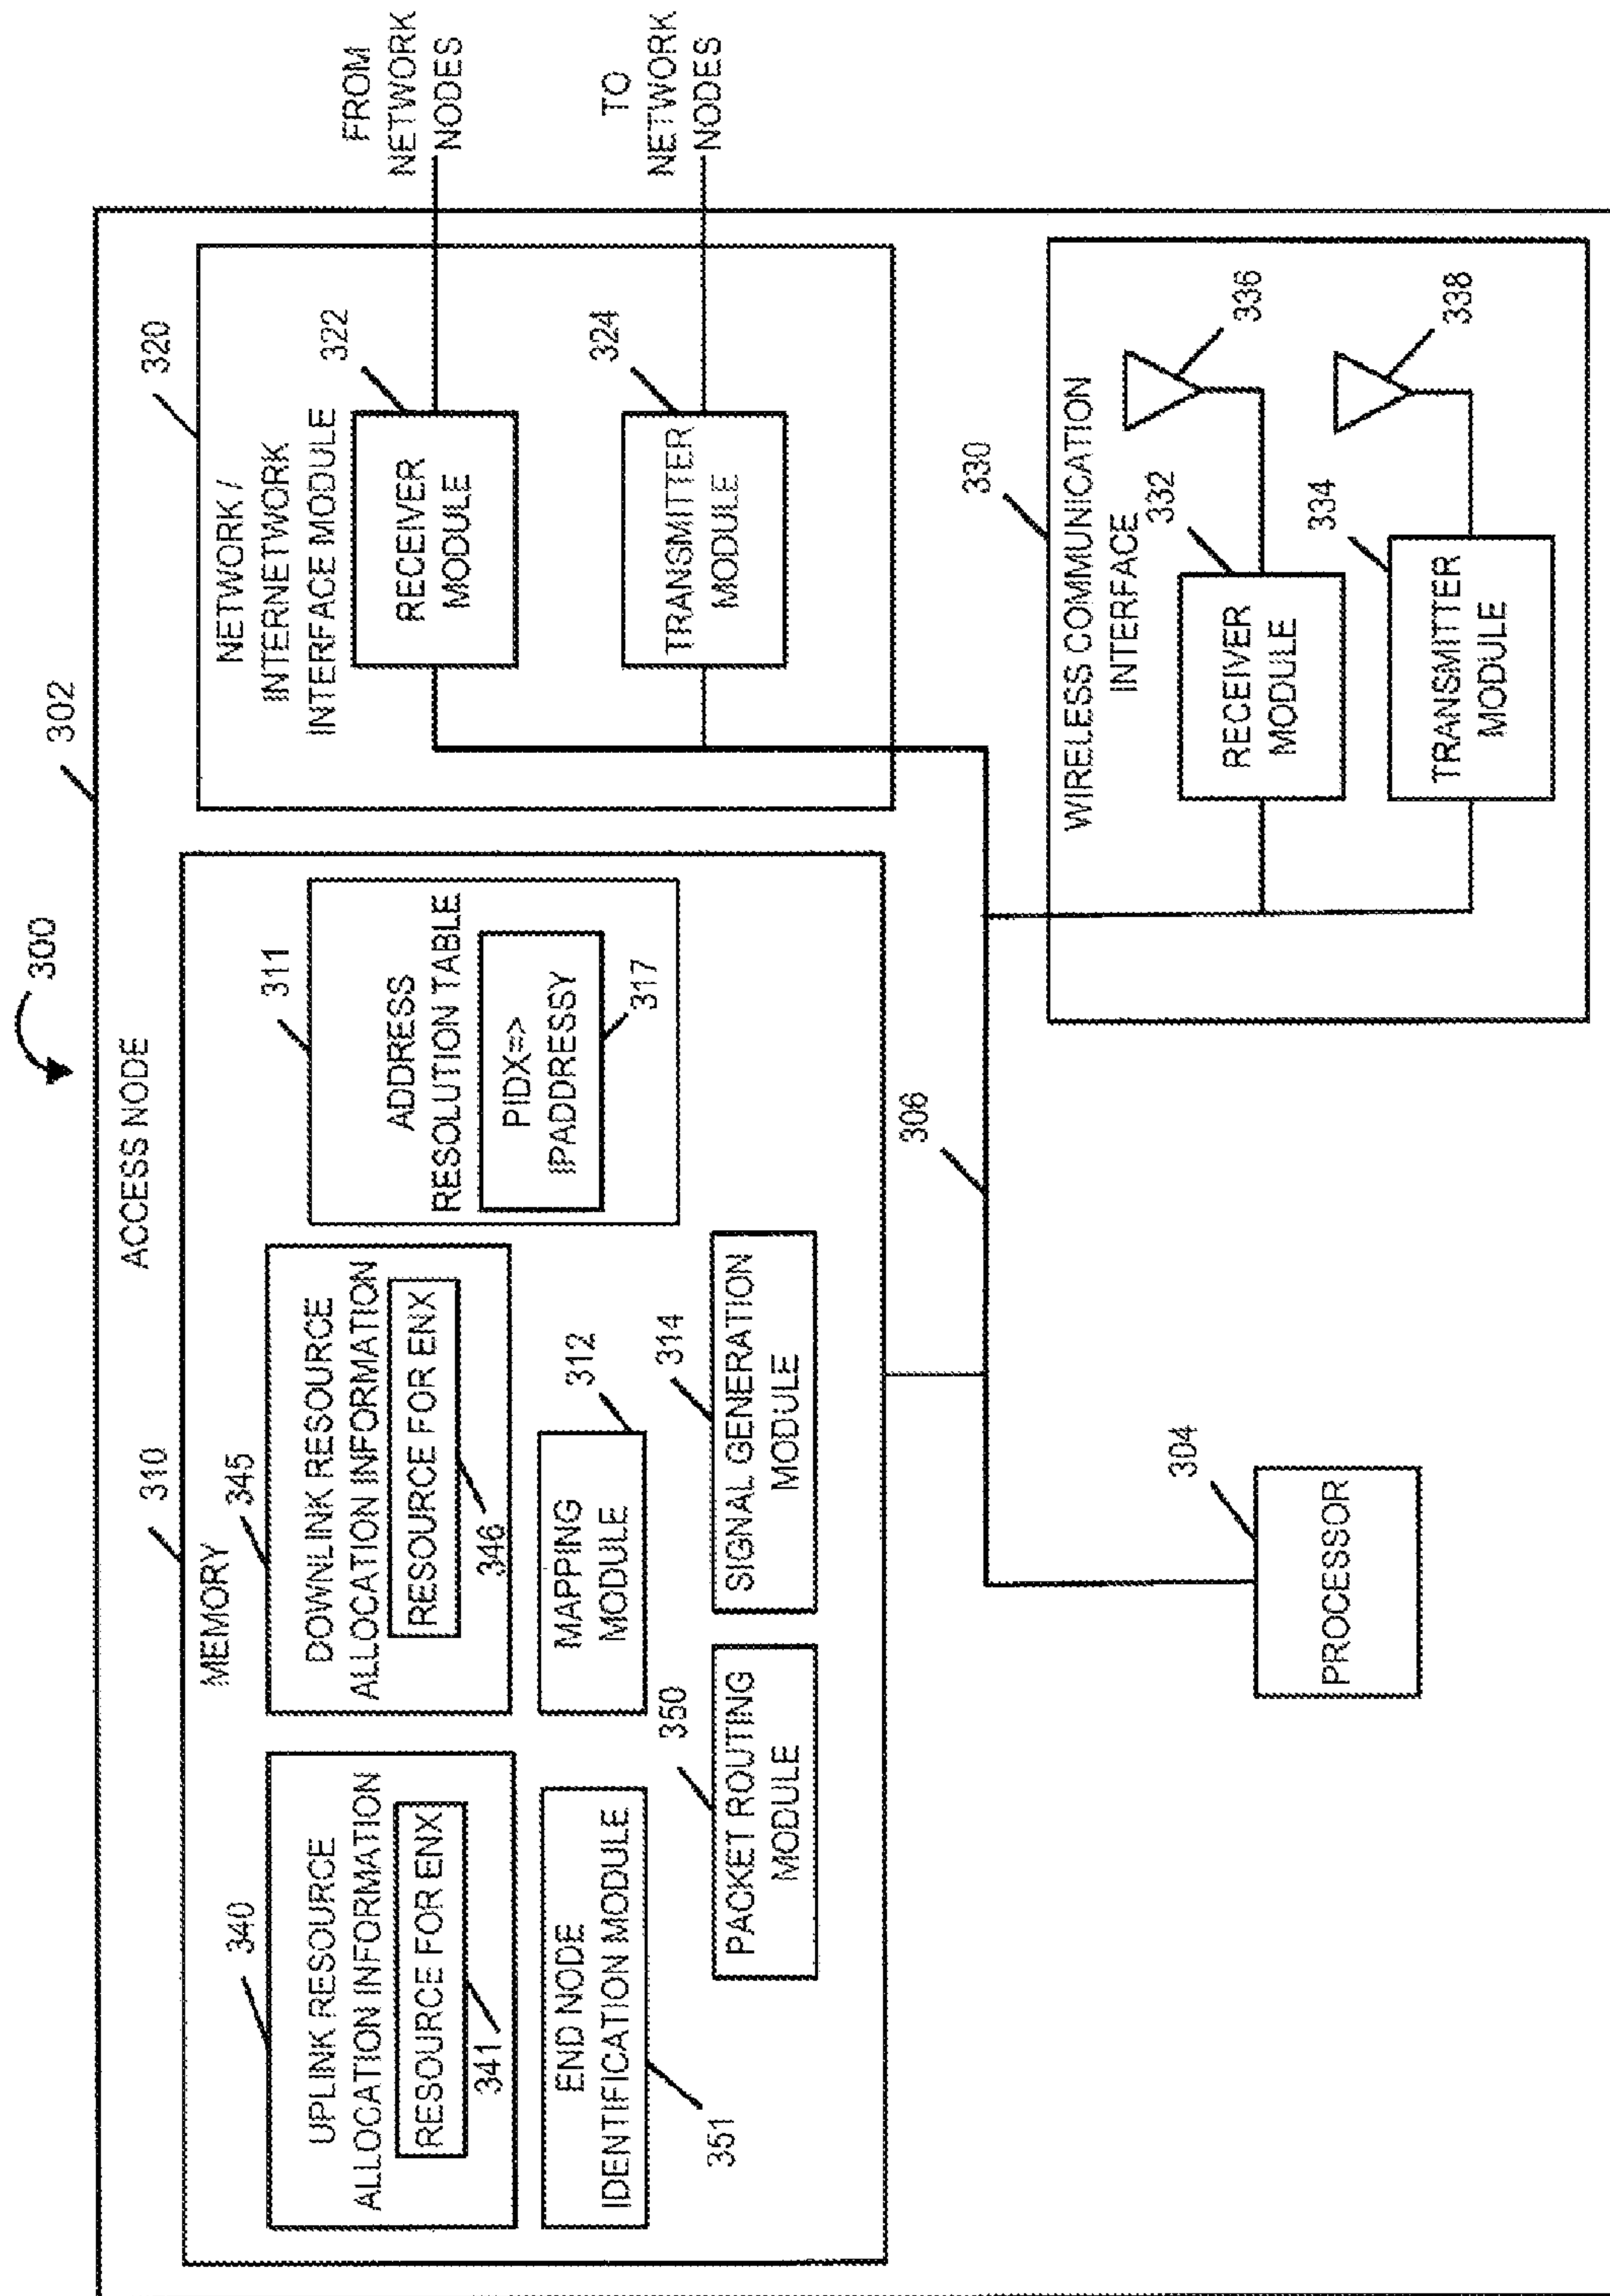 300
302
ACCESS NODE
310
MEMORY
340
UPLINK RESOURCE
ALLOCATION INFORMATION
RESOURCE FOR ENX
341
345
DOWNLINK RESOURCE
ALLOCATION INFORMATION
RESOURCE FOR ENX
346
311
ADDRESS
RESOLUTION TABLE
PIDX=>
IPADDRESSY
317
END NODE
IDENTIFICATION MODULE
351
MAPPING
MODULE
312
350
PACKET ROUTING
MODULE
314
SIGNAL GENERATION
MODULE
320
NETWORK /
INTERNETWORK
INTERFACE MODULE
322
RECEIVER
MODULE
324
TRANSMITTER
MODULE
FROM
NETWORK
NODES
TO
NETWORK
NODES
306
304
PROCESSOR
330
WIRELESS COMMUNICATION
INTERFACE
332
RECEIVER
MODULE
336
334
TRANSMITTER
MODULE
338